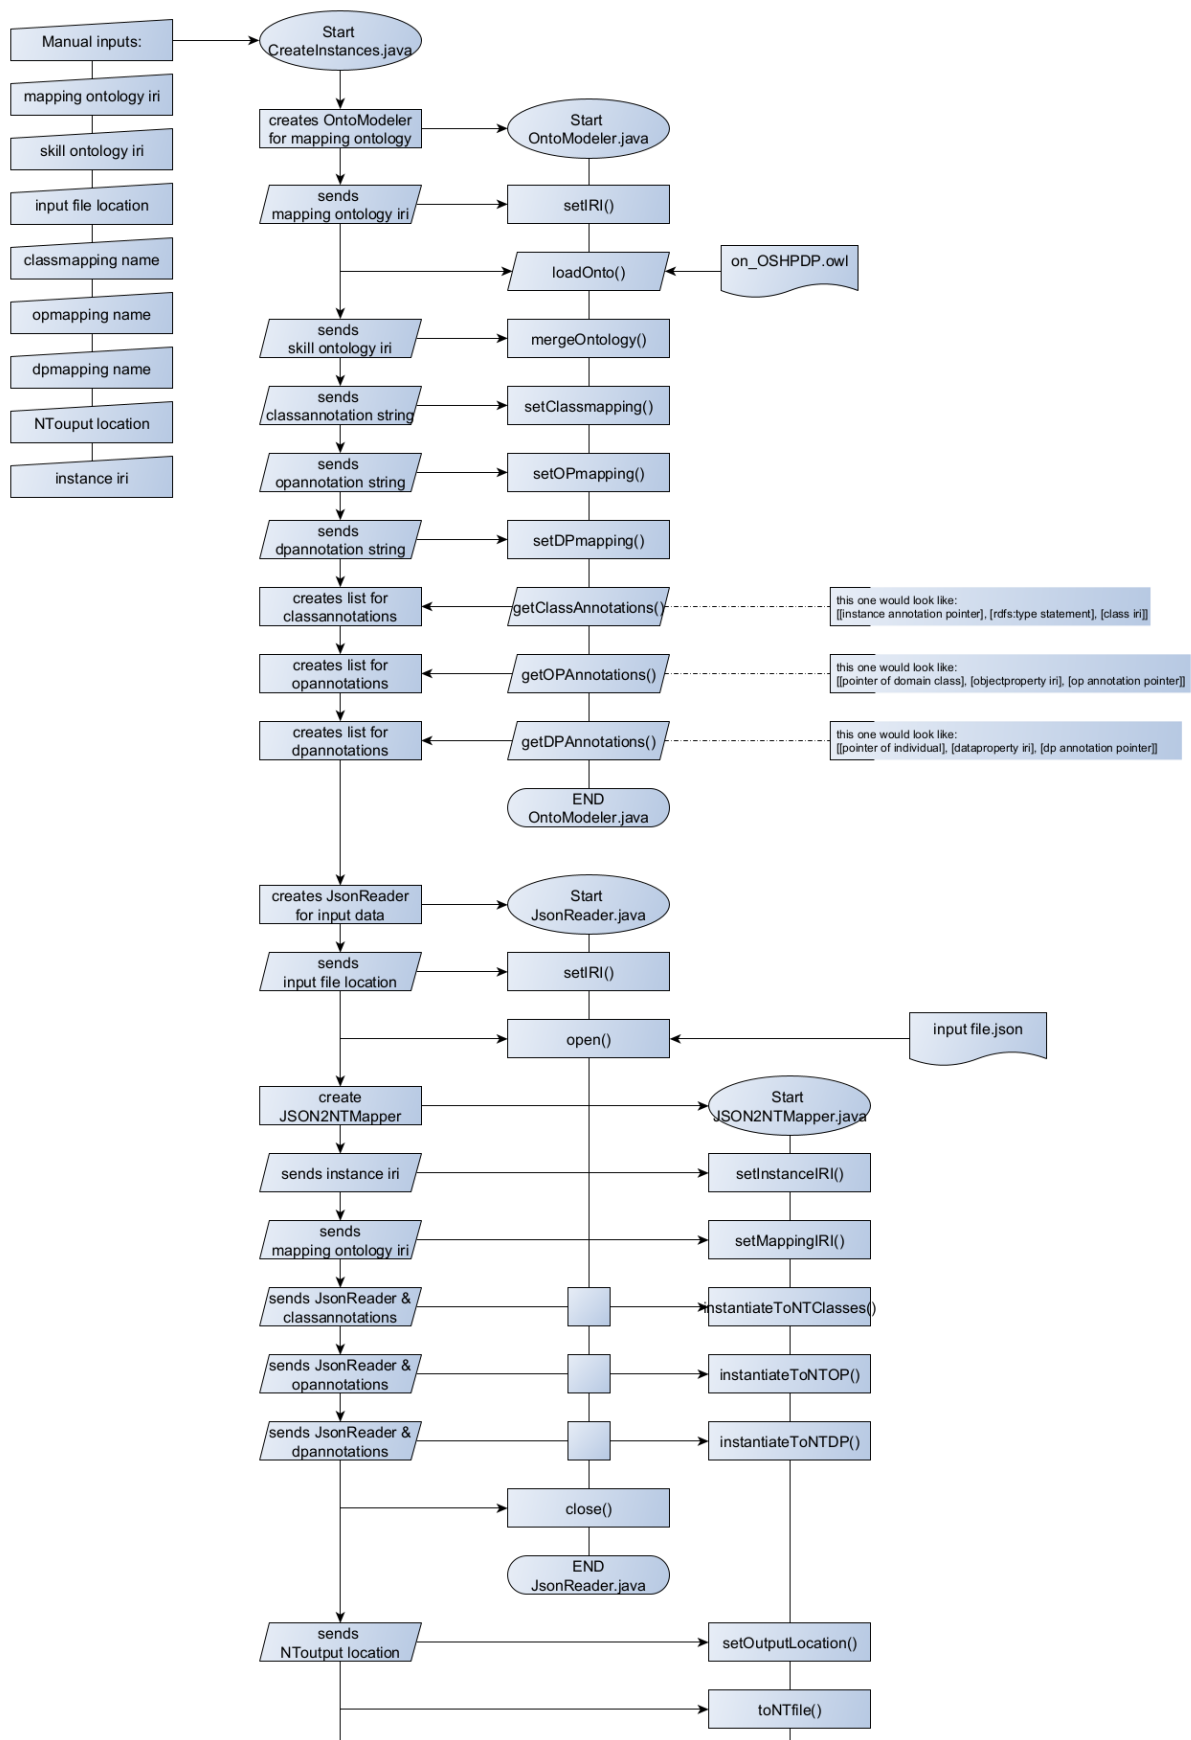 Manual inputs:
mapping ontology iri
skill ontology iri
input file location
classmapping name
opmapping name
dpmapping name
NTouput location
instance iri
Start
CreateInstances.java
creates OntoModeler
for mapping ontology
Start
OntoModeler.java
sends
mapping ontology iri
setIRI()
loadOnto()
on_OSHPDP.owl
sends
skill ontology iri
mergeOntology()
sends
classannotation string
setClassmapping()
sends
opannotation string
setOPmapping()
sends
dpannotation string
setDPmapping()
creates list for
classannotations
getClassAnnotations()
this one would look like:
[[instance annotation pointer], [rdfs:type statement], [class iri]]
creates list for
opannotations
getOPAnnotations()
this one would look like:
[[pointer of domain class], [objectproperty iri], [op annotation pointer]]
creates list for
dpannotations
getDPAnnotations()
this one would look like:
[[pointer of individual], [dataproperty iri], [dp annotation pointer]]
END
OntoModeler.java
creates JsonReader
for input data
Start
JsonReader.java
sends
input file location
setIRI()
open()
input file.json
create
JSON2NTMapper
Start
JSON2NTMapper.java
sends instance iri
setInstanceIRI()
sends
mapping ontology iri
setMappingIRI()
sends JsonReader &
classannotations
instantiateToNTClasses()
sends JsonReader &
opannotations
instantiateToNTOP()
sends JsonReader &
dpannotations
instantiateToNTDP()
close()
END
JsonReader.java
sends
NToutput location
setOutputLocation()
toNTfile()